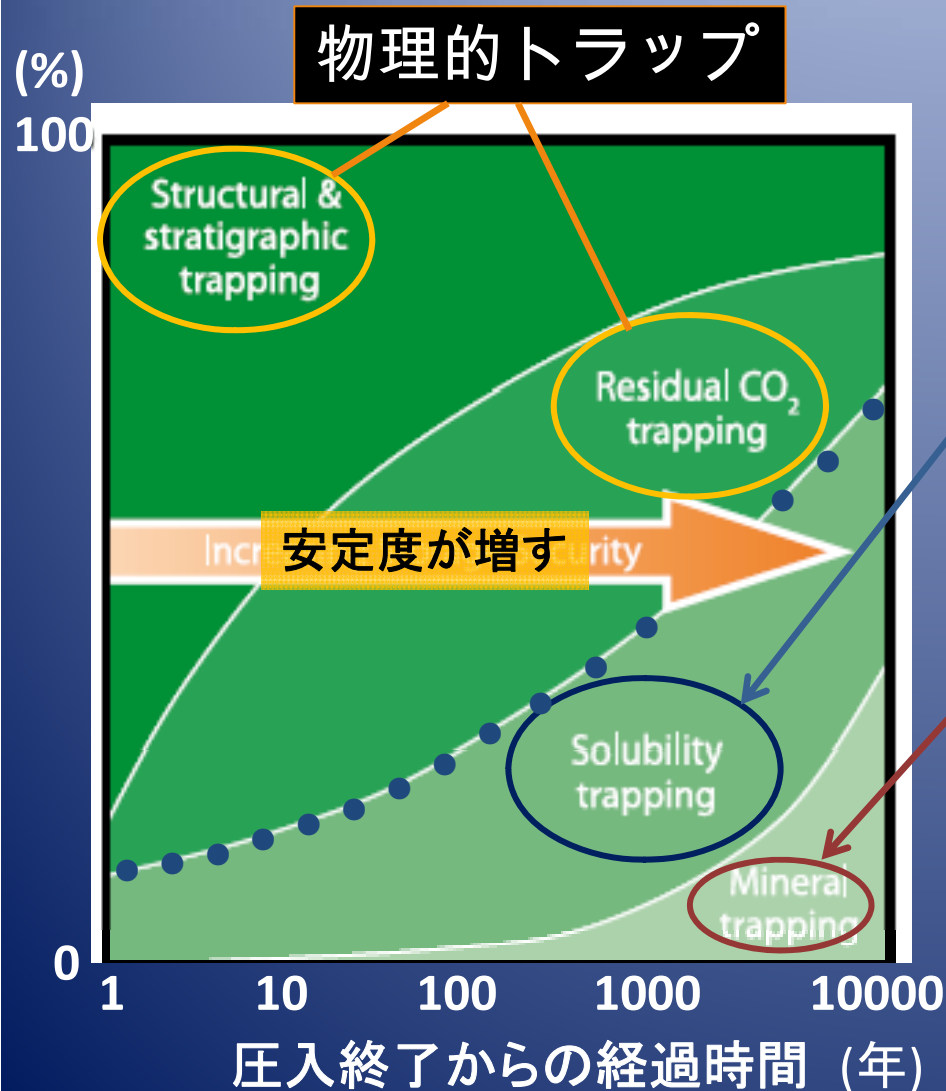 物理的トラップ
(%)
100
Structural &
stratigraphic
trapping
Residual CO₂
trapping
安定度が増す
Solubility
trapping
Mineral
trapping
0
1 10 100 1000 10000
圧入終了からの経過時間 (年)